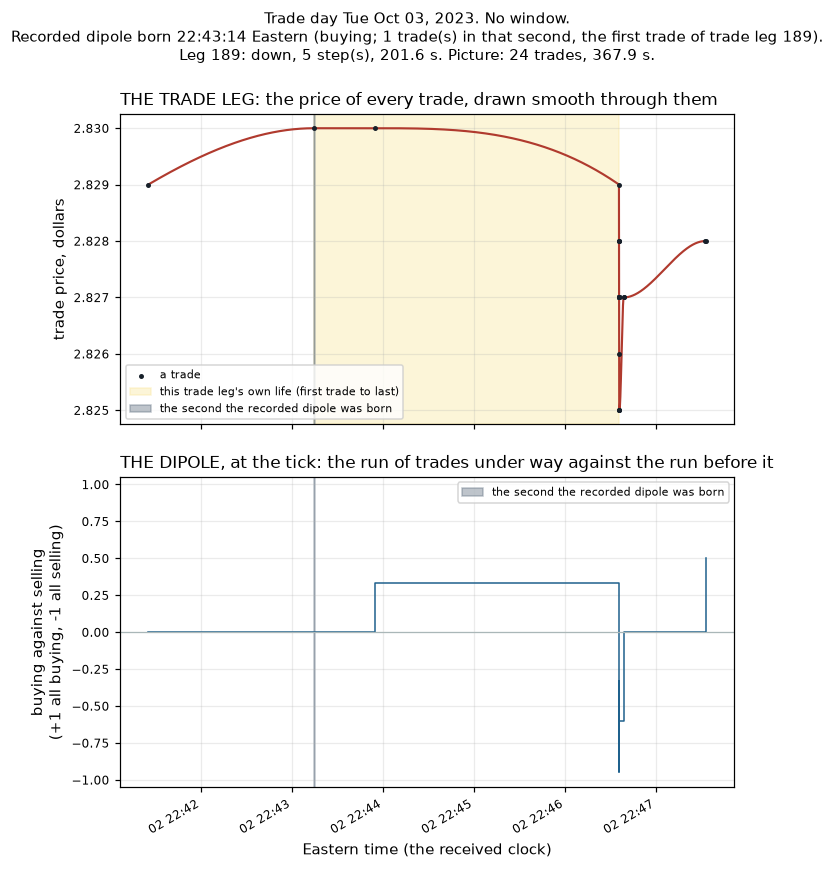 Trade day Tue Oct 03, 2023. No window.
Recorded dipole born 22:43:14 Eastern (buying; 1 trade(s) in that second, the first trade of trade leg 189).
Leg 189: down, 5 step(s), 201.6 s. Picture: 24 trades, 367.9 s.
THE TRADE LEG: the price of every trade, drawn smooth through them
trade price, dollars
2.830
2.829
2.828
2.827
2.826
2.825
a trade
this trade leg's own life (first trade to last)
the second the recorded dipole was born
THE DIPOLE, at the tick: the run of trades under way against the run before it
buying against selling
(+1 all buying, -1 all selling)
1.00
0.75
0.50
0.25
0.00
−0.25
−0.50
−0.75
−1.00
the second the recorded dipole was born
02 22:42
02 22:43
02 22:44
02 22:45
02 22:46
02 22:47
Eastern time (the received clock)